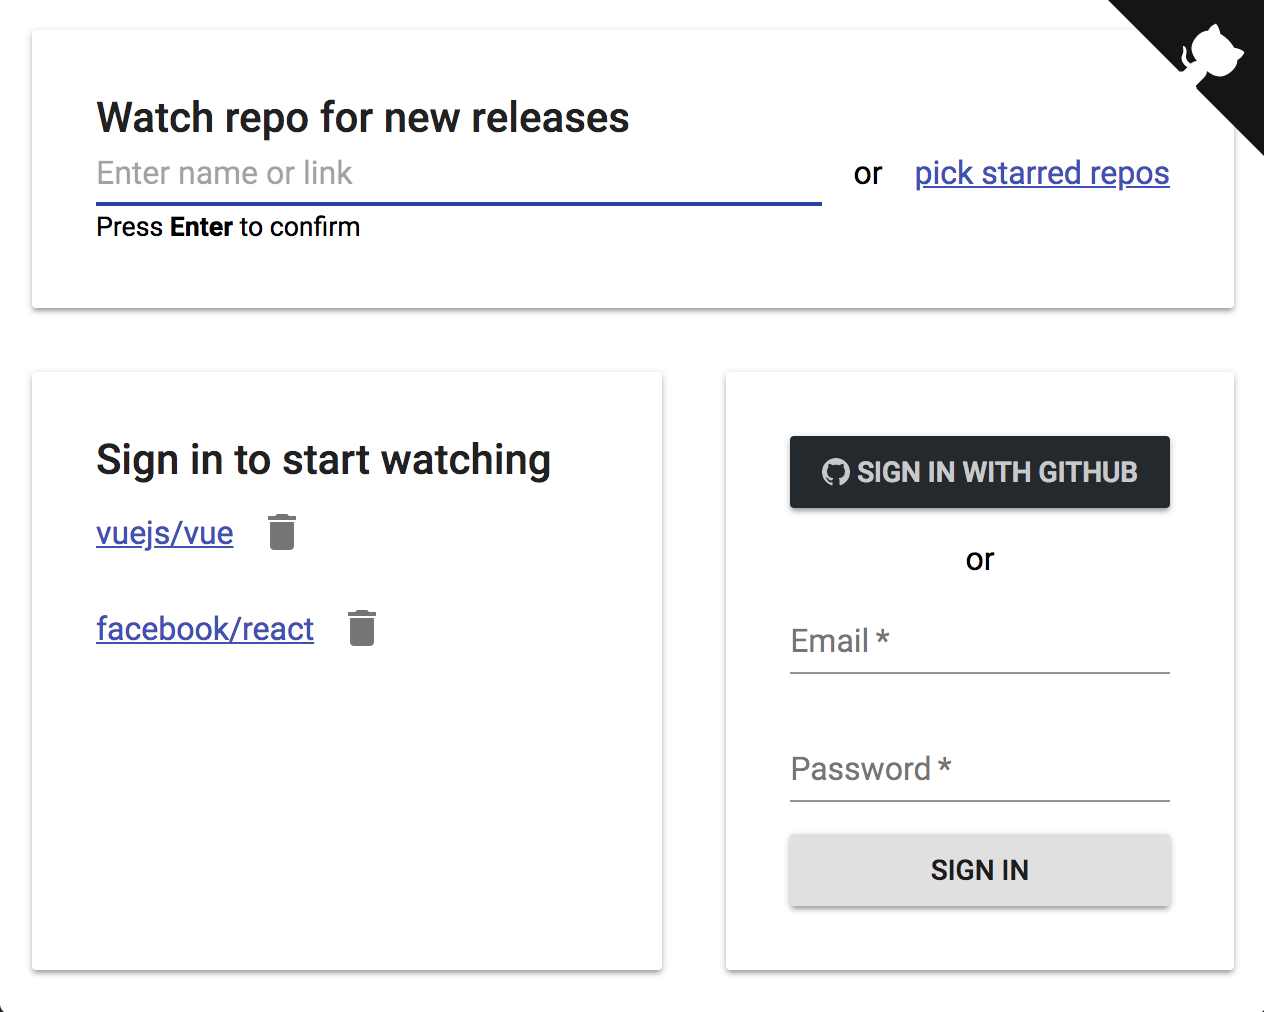 Watch repo for new releases
Enter name or link or pick starred repos
Press Enter to confirm
Sign in to start watching
vuejs/vue
facebook/react
SIGN IN WITH GITHUB
or
Email *
Password *
SIGN IN